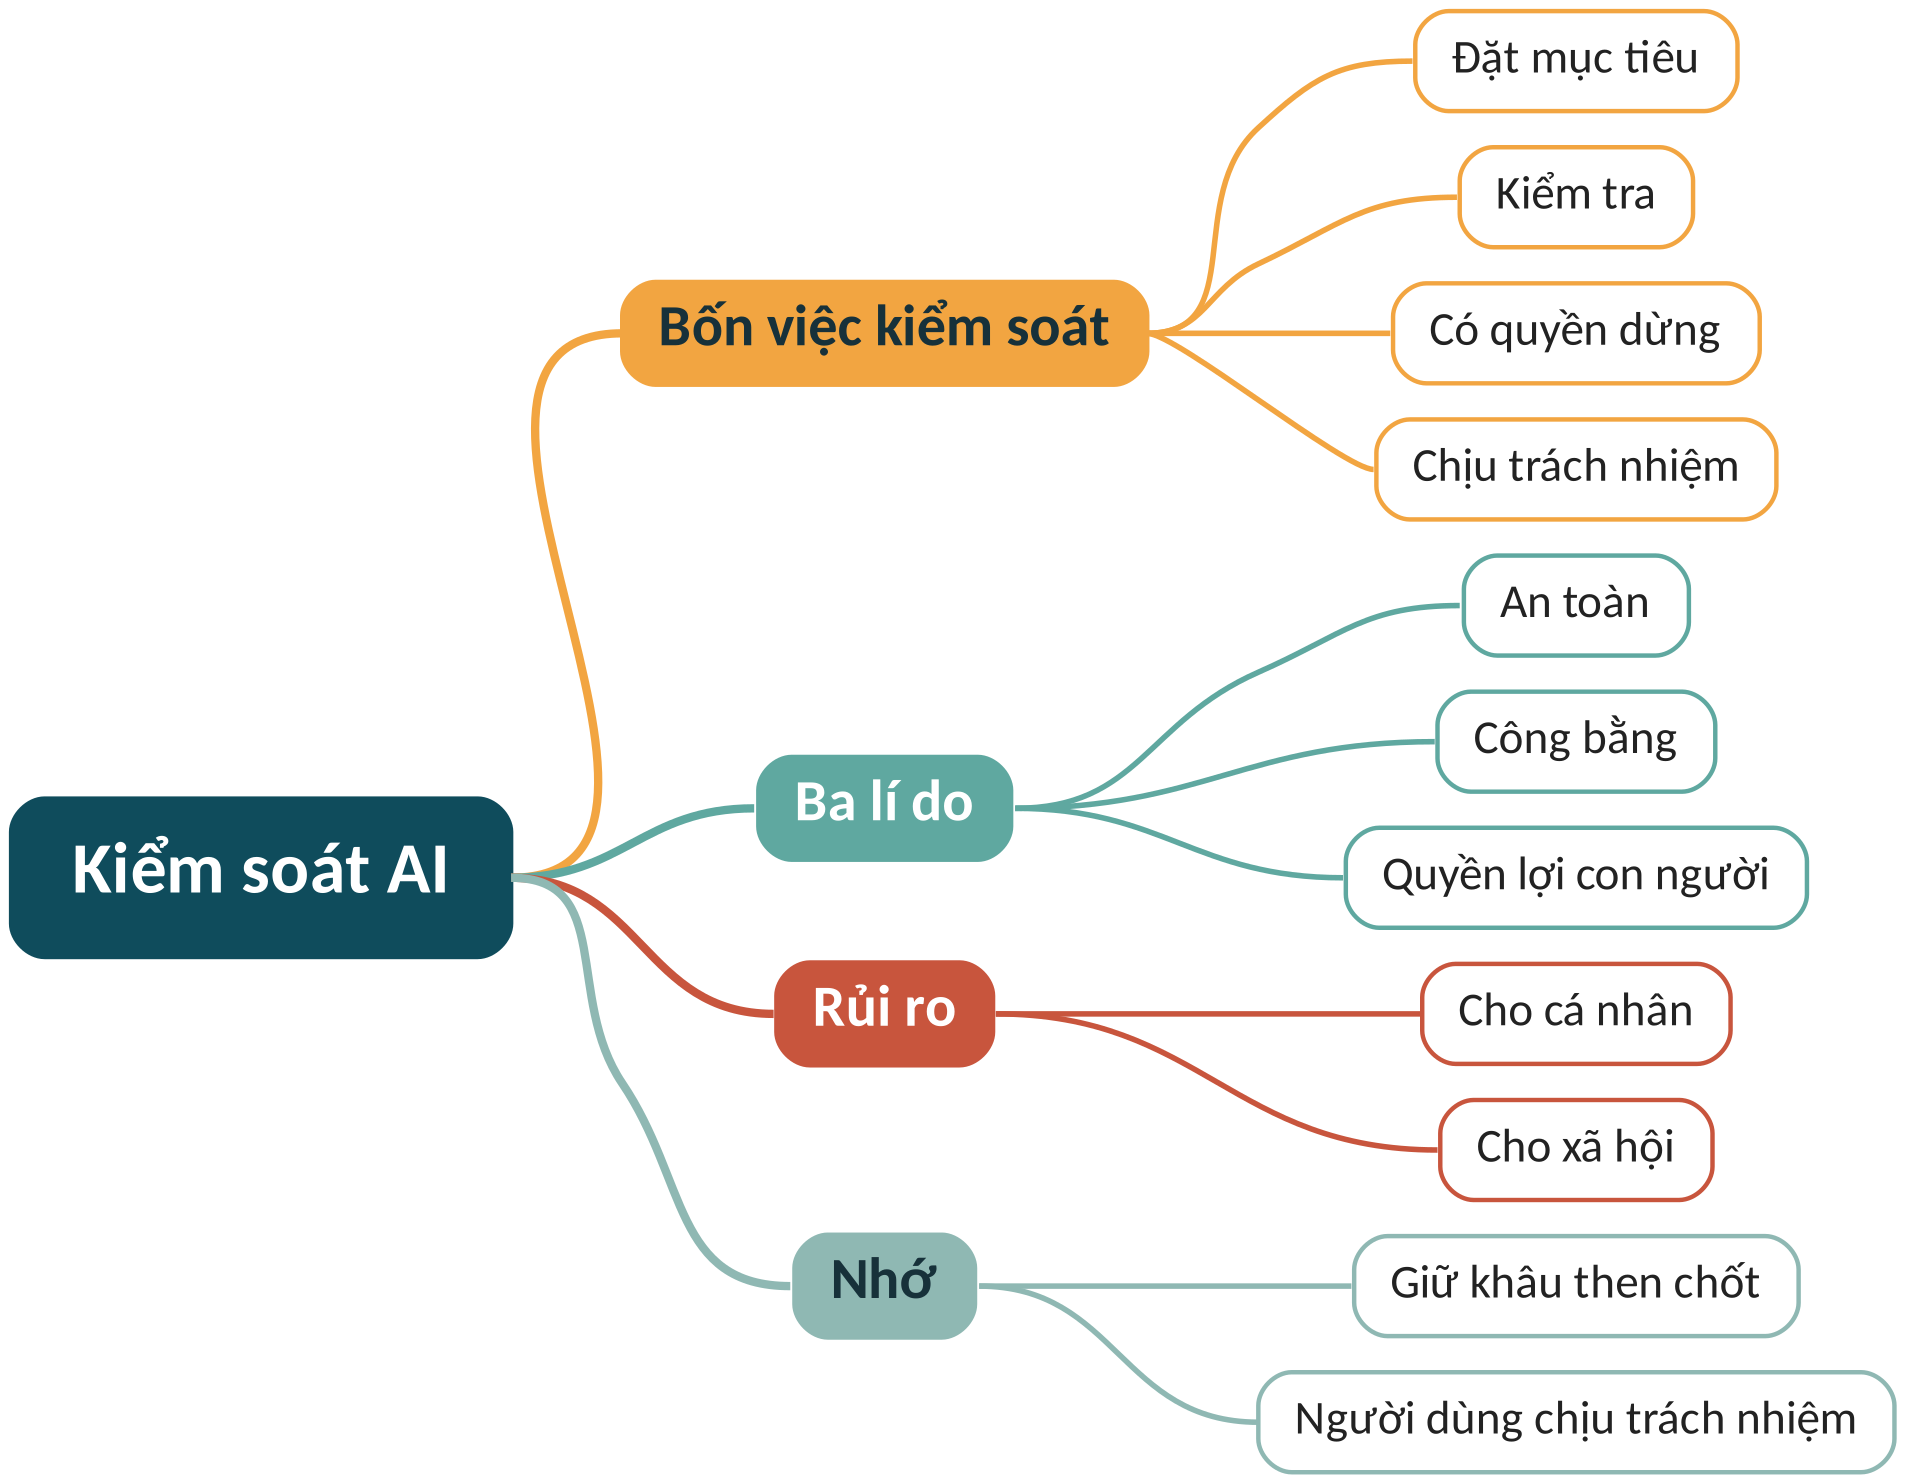 Kiểm soát AI
Bốn việc kiểm soát
Đặt mục tiêu
Kiểm tra
Có quyền dừng
Chịu trách nhiệm
Ba lí do
An toàn
Công bằng
Quyền lợi con người
Rủi ro
Cho cá nhân
Cho xã hội
Nhớ
Giữ khâu then chốt
Người dùng chịu trách nhiệm